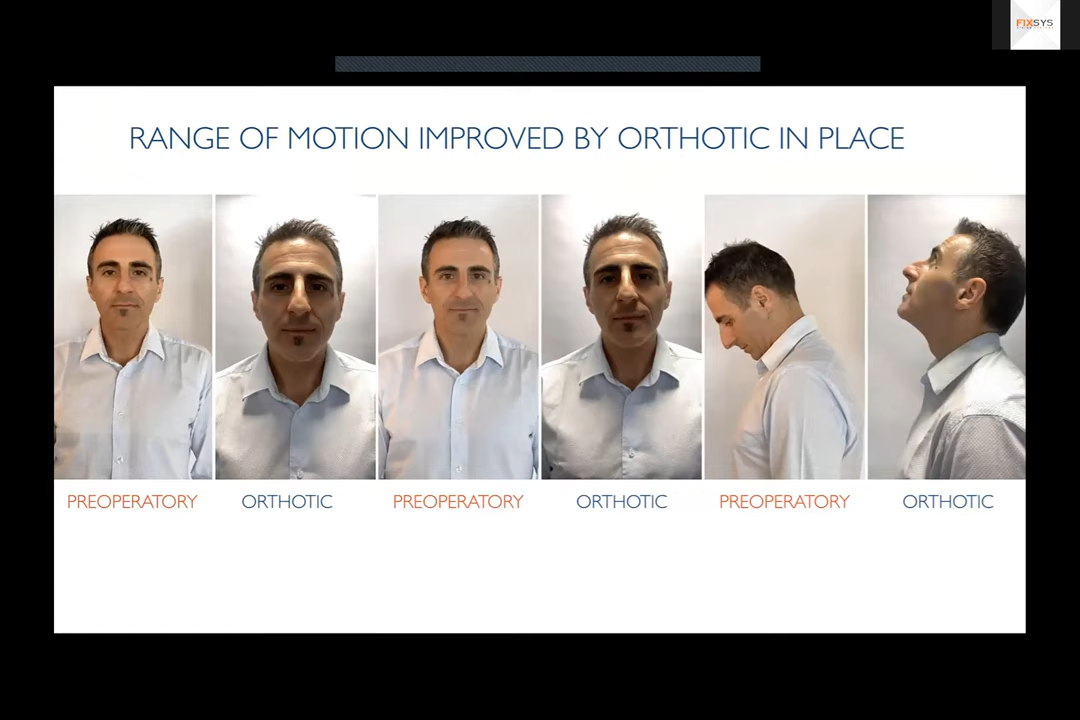 FIXSYS
RANGE OF MOTION IMPROVED BY ORTHOTIC IN PLACE
PREOPERATORY
ORTHOTIC
PREOPERATORY
ORTHOTIC
PREOPERATORY
ORTHOTIC